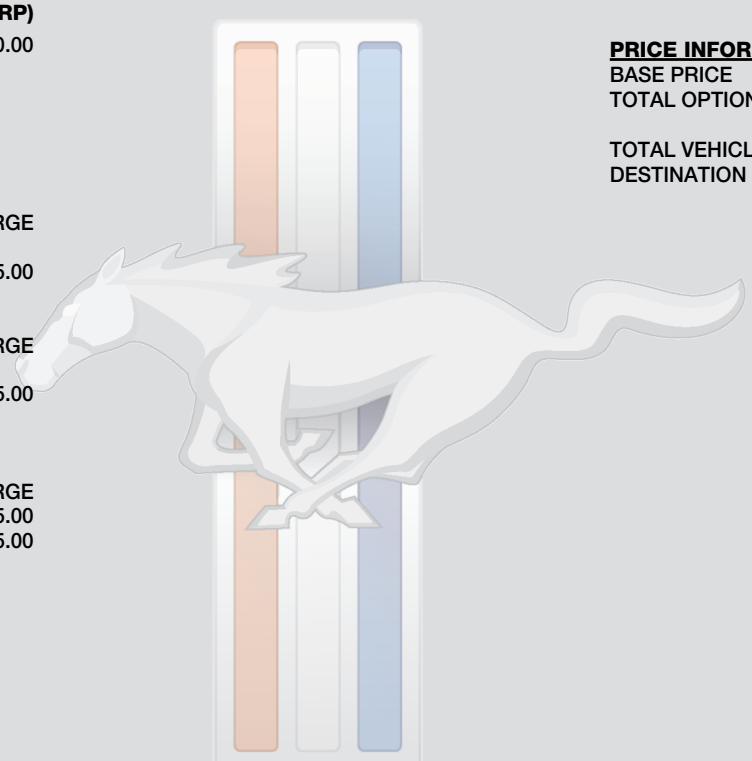 RP)
0.00
RGE
5.00
RGE
5.00
RGE
5.00
5.00
PRICE INFOR
BASE PRICE
TOTAL OPTION
TOTAL VEHICL
DESTINATION